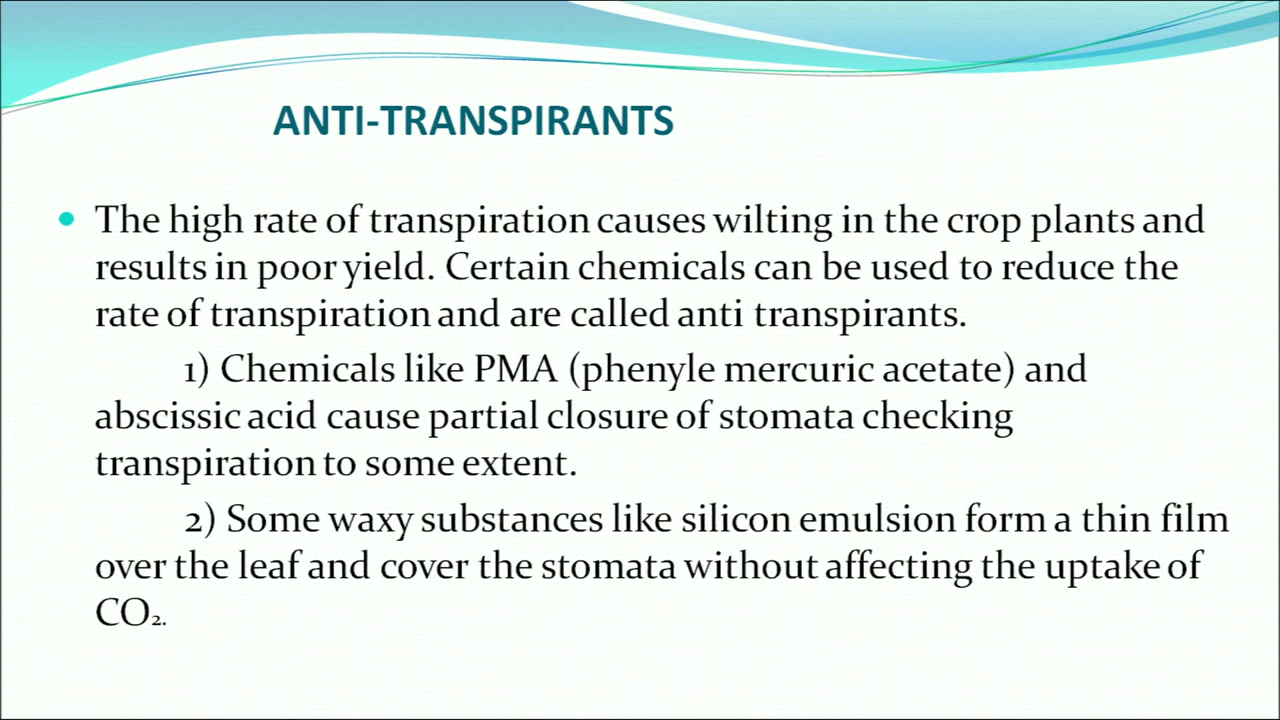 ANTI-TRANSPIRANTS
• The high rate of transpiration causes wilting in the crop plants and
results in poor yield. Certain chemicals can be used to reduce the
rate of transpiration and are called anti transpirants.
1) Chemicals like PMA (phenyle mercuric acetate) and
abscissic acid cause partial closure of stomata checking
transpiration to some extent.
2) Some waxy substances like silicon emulsion form a thin film
over the leaf and cover the stomata without affecting the uptake of
CO₂.